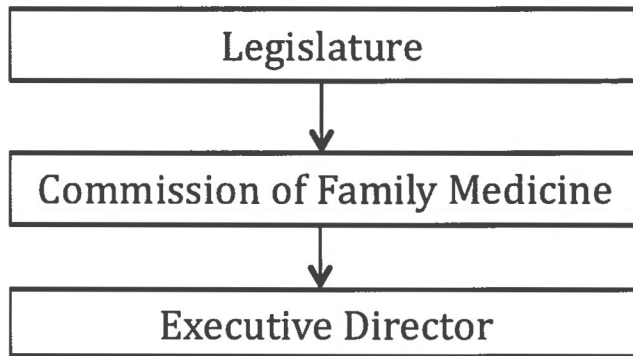 Legislature
Commission of Family Medicine
Executive Director